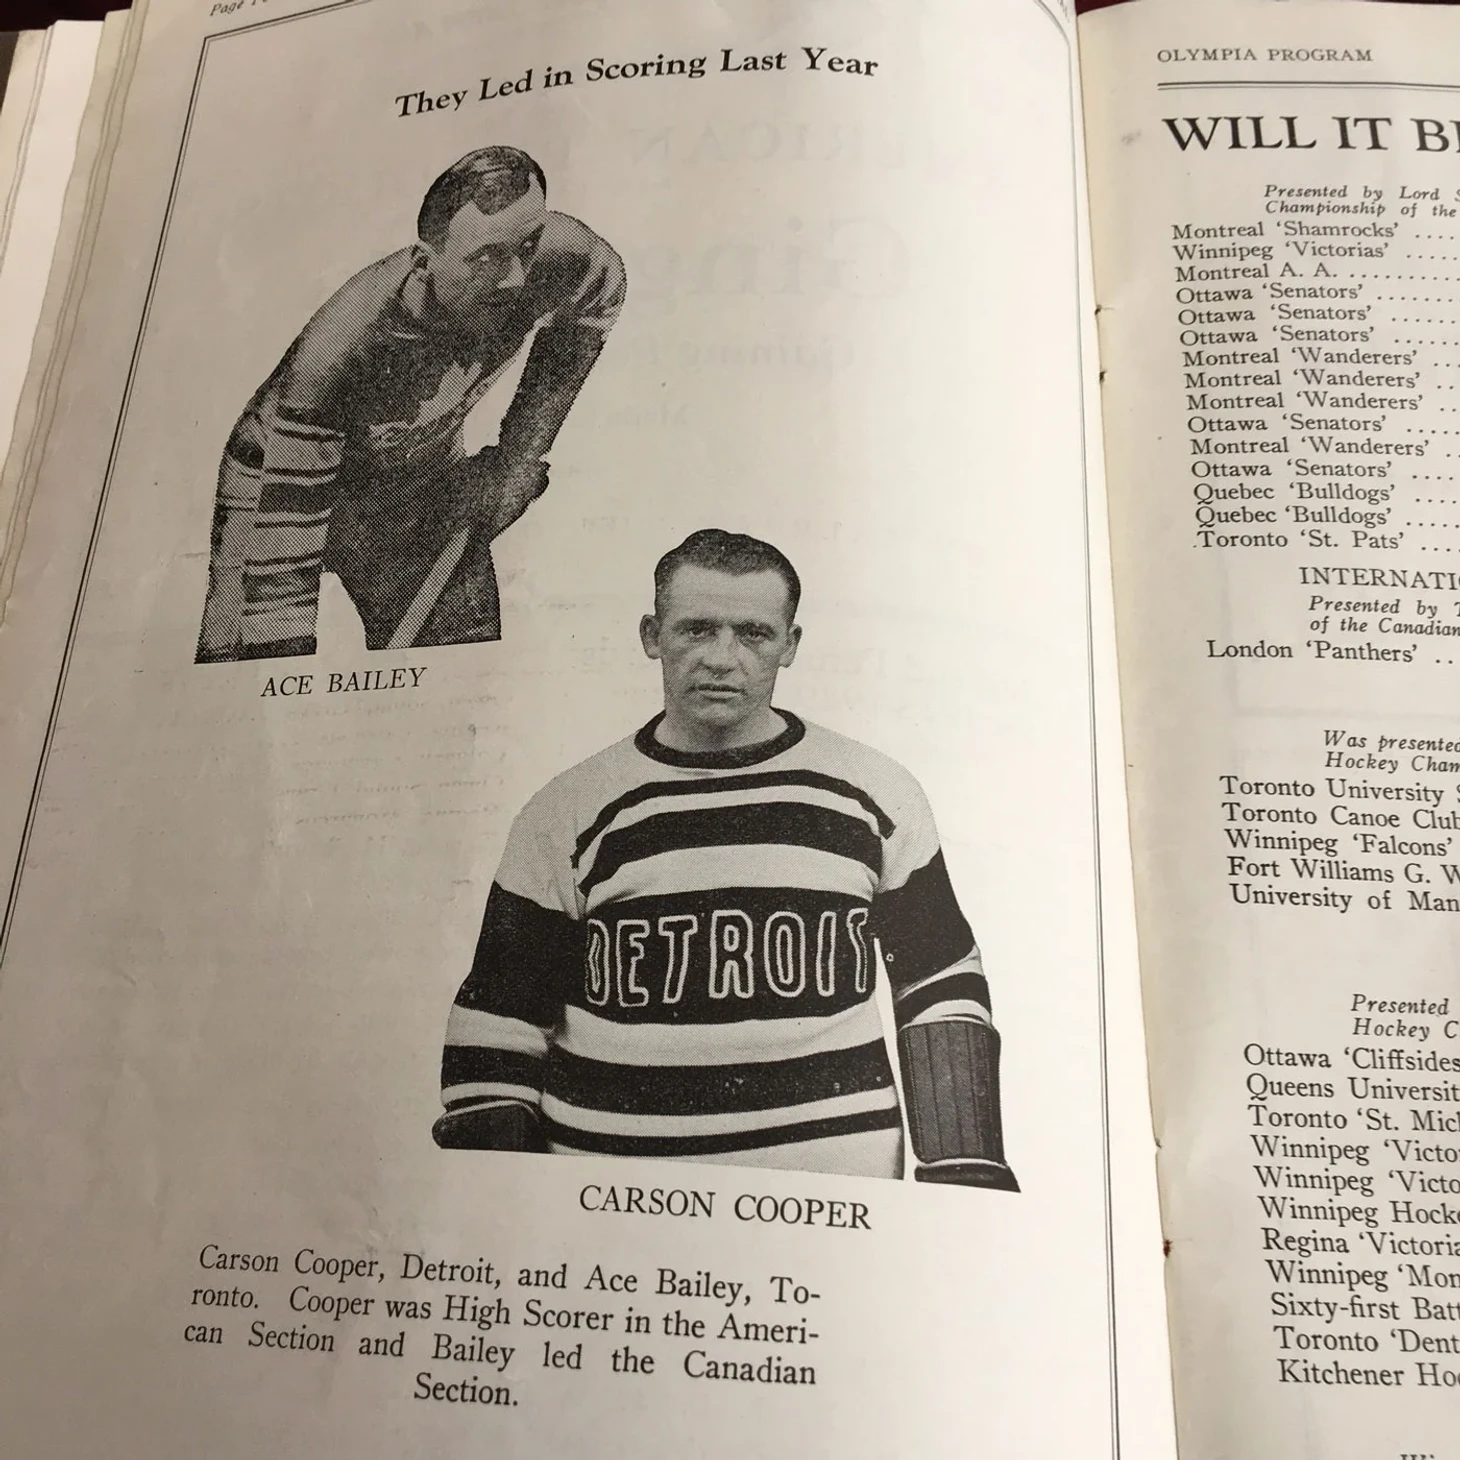 Page
They Led in Scoring Last Year
ACE BAILEY
DETROIT
CARSON COOPER
Carson Cooper, Detroit, and Ace Bailey, To-
ronto. Cooper was High Scorer in the Ameri-
can Section and Bailey led the Canadian
Section.
OLYMPIA PROGRAM
WILL IT
Presented by Lord
Championship of the
Montreal 'Shamrocks' ....
Winnipeg 'Victorias' .....
Montreal A. A. ..........
Ottawa 'Senators' .......
Ottawa 'Senators' ......
Ottawa 'Senators' ......
Montreal 'Wanderers' ...
Montreal 'Wanderers' ..
Montreal 'Wanderers' ..
Ottawa 'Senators' .....
Montreal 'Wanderers' .
Ottawa 'Senators' ....
Quebec 'Bulldogs' ....
Quebec 'Bulldogs' .....
Toronto 'St. Pats' ....
INTERNATI
Presented by
of the Canadian
London 'Panthers' ..
Was presented
Hockey Cham
Toronto University
Toronto Canoe Club
Winnipeg 'Falcons'
Fort Williams G.
University of Man
Presented
Hockey C
Ottawa 'Cliffsides
Queens Universit
Toronto 'St. Mic
Winnipeg 'Victo
Winnipeg 'Victo
Winnipeg Hock
Regina 'Victoria
Winnipeg 'Mon
Sixty-first Batt
Toronto 'Dent
Kitchener Ho